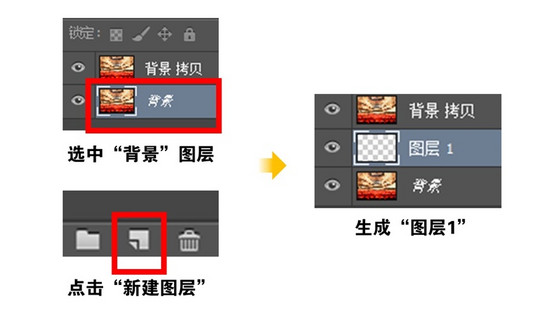 锁定:
背景 拷贝
背景
选中“背景”图层
点击“新建图层”
背景 拷贝
图层 1
背景
生成“图层1”